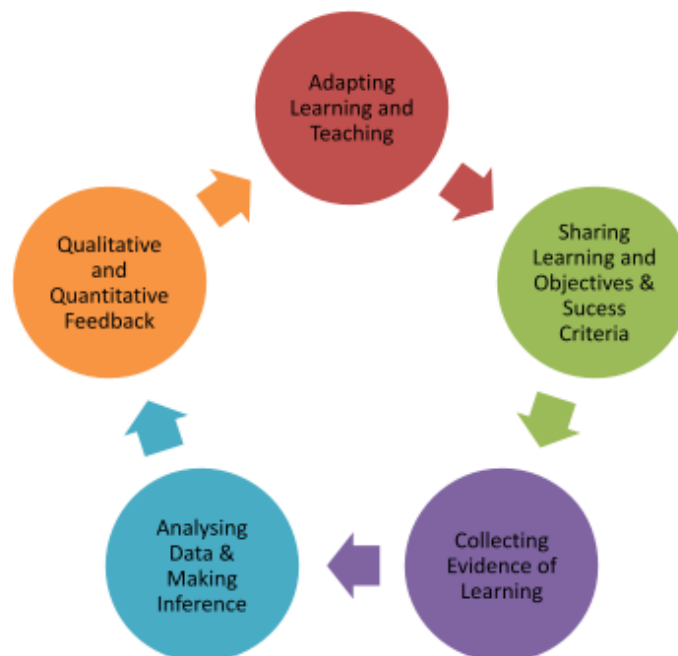 Adapting
Learning and
Teaching
Sharing
Learning and
Objectives &
Sucess
Criteria
Collecting
Evidence of
Learning
Analysing
Data &
Making
Inference
Qualitative
and
Quantitative
Feedback